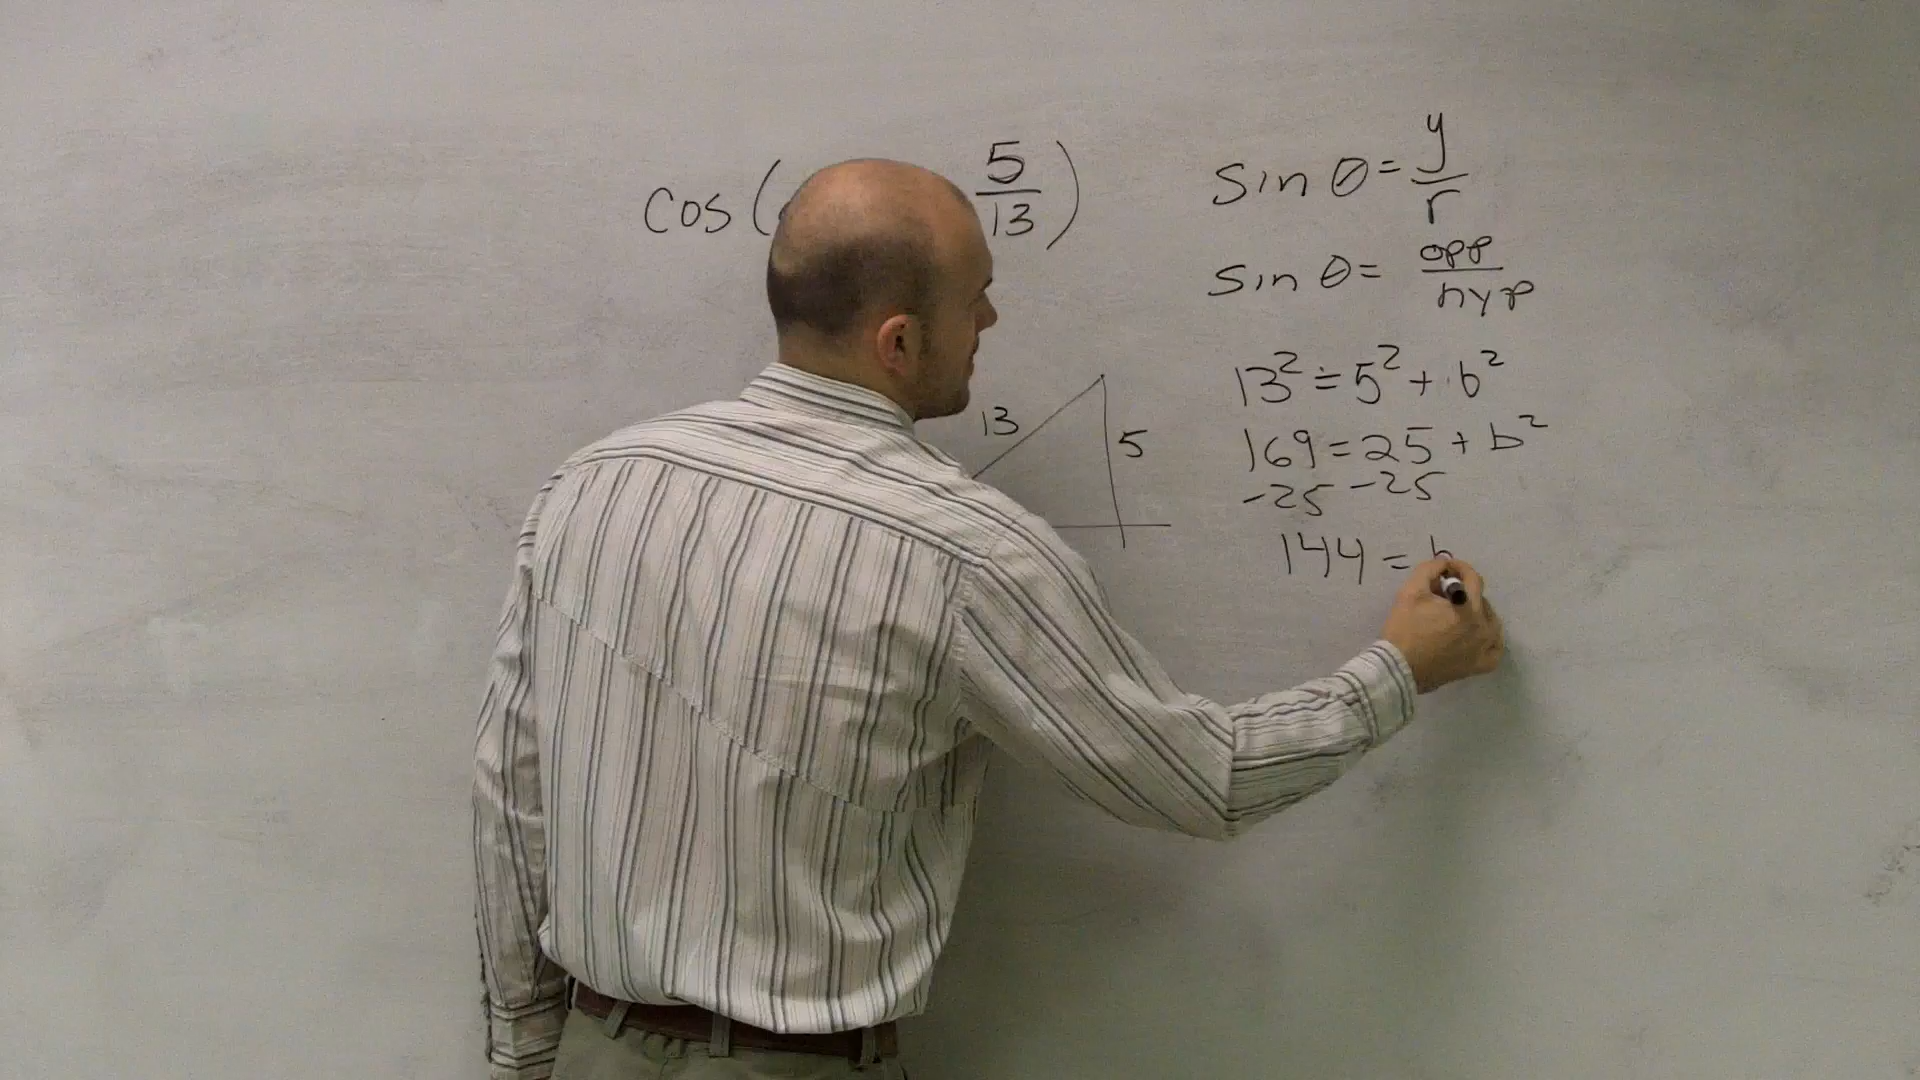 cos ( 5/13 )
sin θ = y/r
sin θ = opp/hyp
13² = 5² + b²
13
5
169 = 25 + b²
-25 -25
144 =